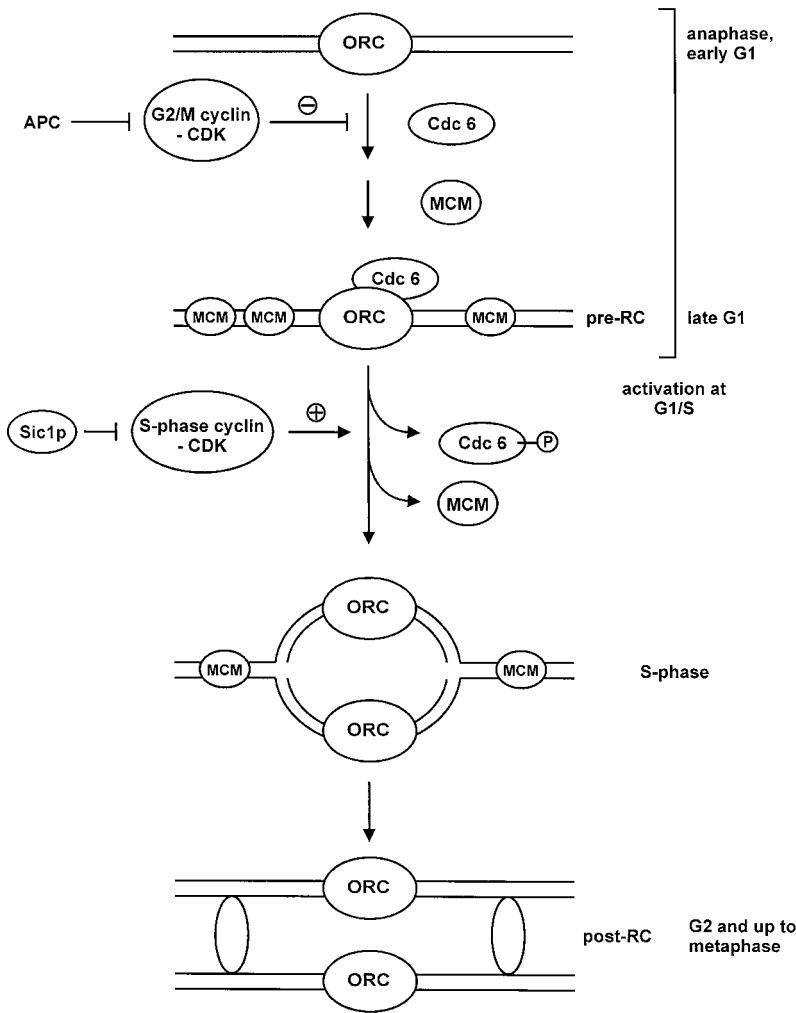 ORC
anaphase,
early G1
APC
G2/M cyclin
- CDK
⊖
Cdc 6
MCM
Cdc 6
MCM
MCM
ORC
MCM
pre-RC
late G1
activation at
G1/S
Sic1p
S-phase cyclin
- CDK
⊕
Cdc 6
P
MCM
ORC
MCM
MCM
S-phase
ORC
ORC
post-RC
G2 and up to
metaphase
ORC